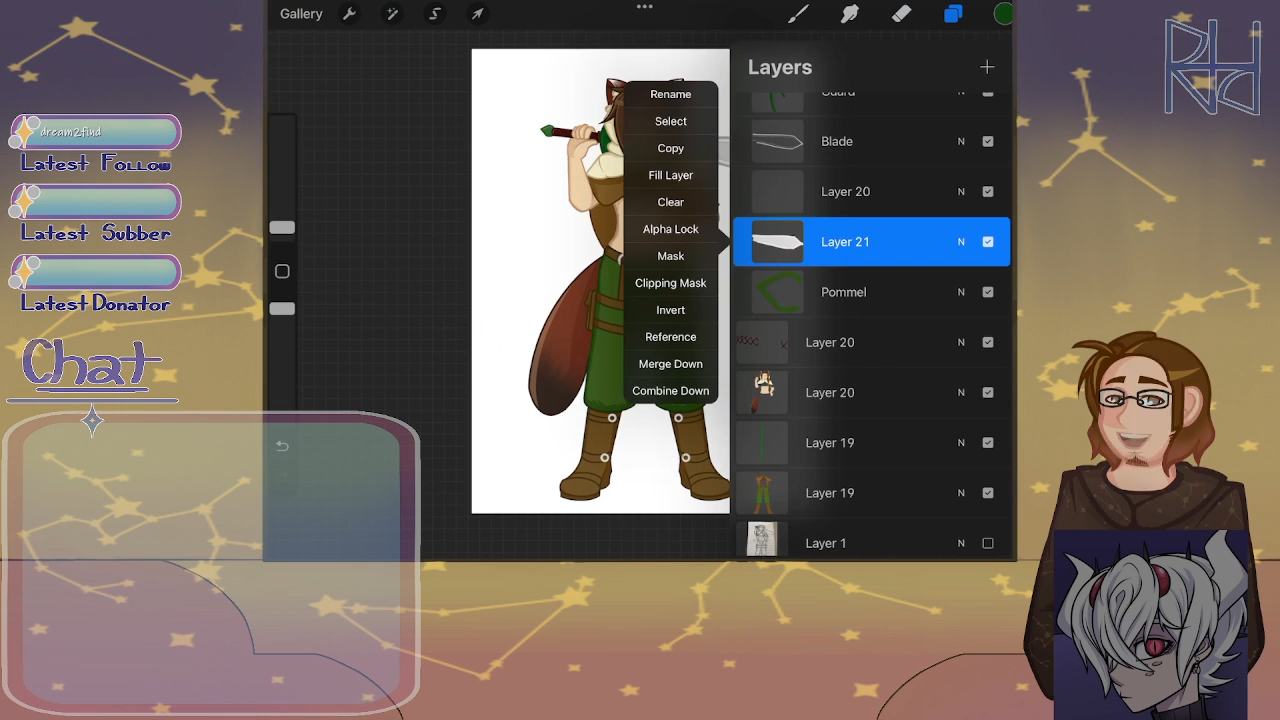 Gallery
dream2find
Latest Follow
Latest Subber
Latest Donator
Chat
Rename
Select
Copy
Fill Layer
Clear
Alpha Lock
Mask
Clipping Mask
Invert
Reference
Merge Down
Combine Down
Layers
Guard N
Blade N
Layer 20 N
Layer 21 N
Pommel N
Layer 20 N
Layer 20 N
Layer 19 N
Layer 19 N
Layer 1 N